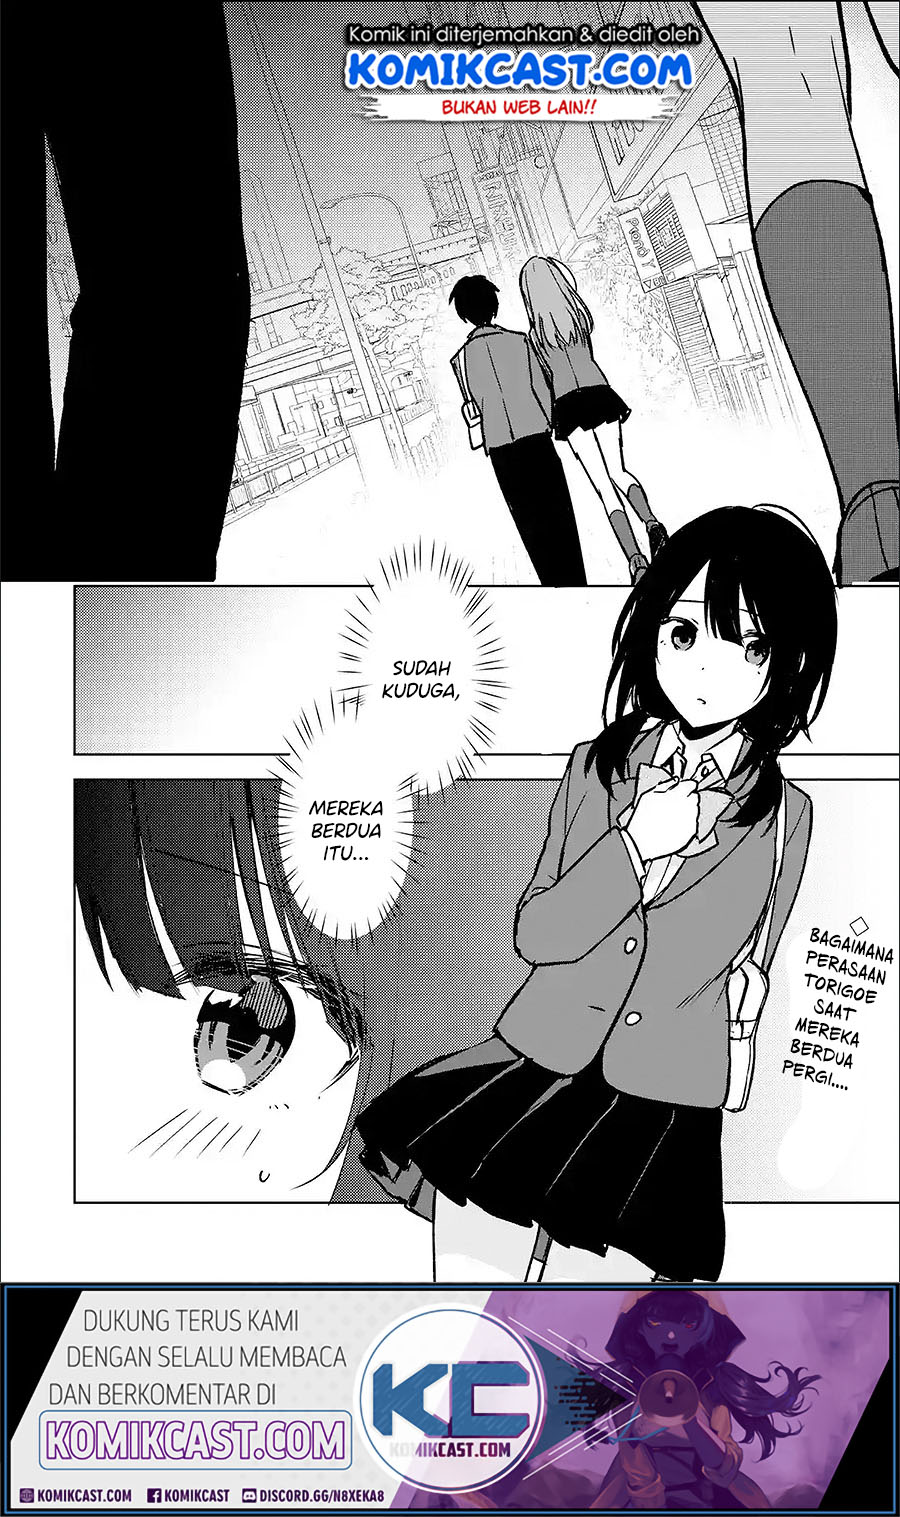 Komik ini diterjemahkan & diedit oleh
KOMIKCAST.COM
BUKAN WEB LAIN!!
SUDAH
KUDUGA,
MEREKA
BERDUA
ITU...
BAGAIMANA
PERASAAN
TORIGOE
SAAT
MEREKA
BERDUA
PERGI....
DUKUNG TERUS KAMI
DENGAN SELALU MEMBACA
DAN BERKOMENTAR DI
KOMIKCAST.COM
KC
KOMIKCAST.COM
KOMIKCAST.COM
KOMIKCAST
DISCORD.GG/N8XEKA8